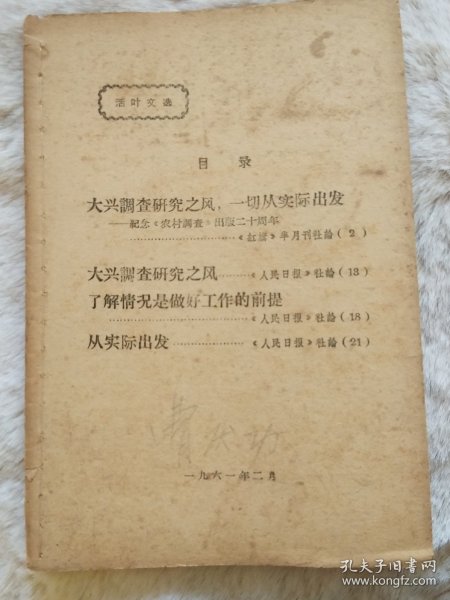 活叶文选
目录
大兴調查研究之风，一切从实际出发
——紀念《农村調查》出版二十周年
……………………《紅旗》半月刊社論(2)
大兴調查研究之风………《人民日报》社論(13)
了解情况是做好工作的前提
……………………《人民日报》社論(18)
从实际出发………………《人民日报》社論(21)
一九六一年二月
孔夫子旧书网
www.kongfz.com